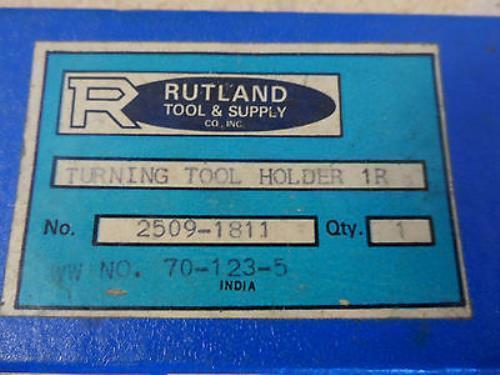 R RUTLAND
TOOL & SUPPLY
CO., INC.
TURNING TOOL HOLDER 1R
No. 2509-1811 Qty. 1
WW NO. 70-123-5
INDIA